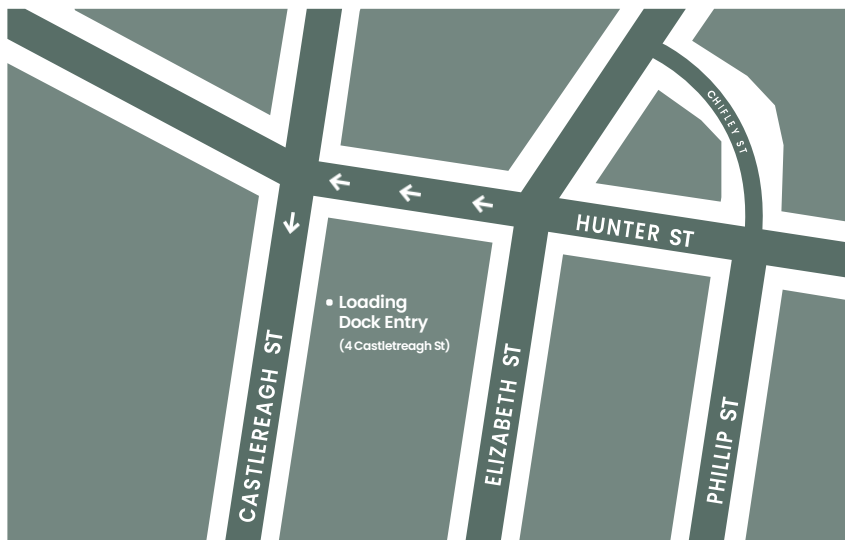 CHIFLEY ST
HUNTER ST
Loading
Dock Entry
(4 Castletreagh St)
CASTLEREAGH ST
ELIZABETH ST
PHILLIP ST